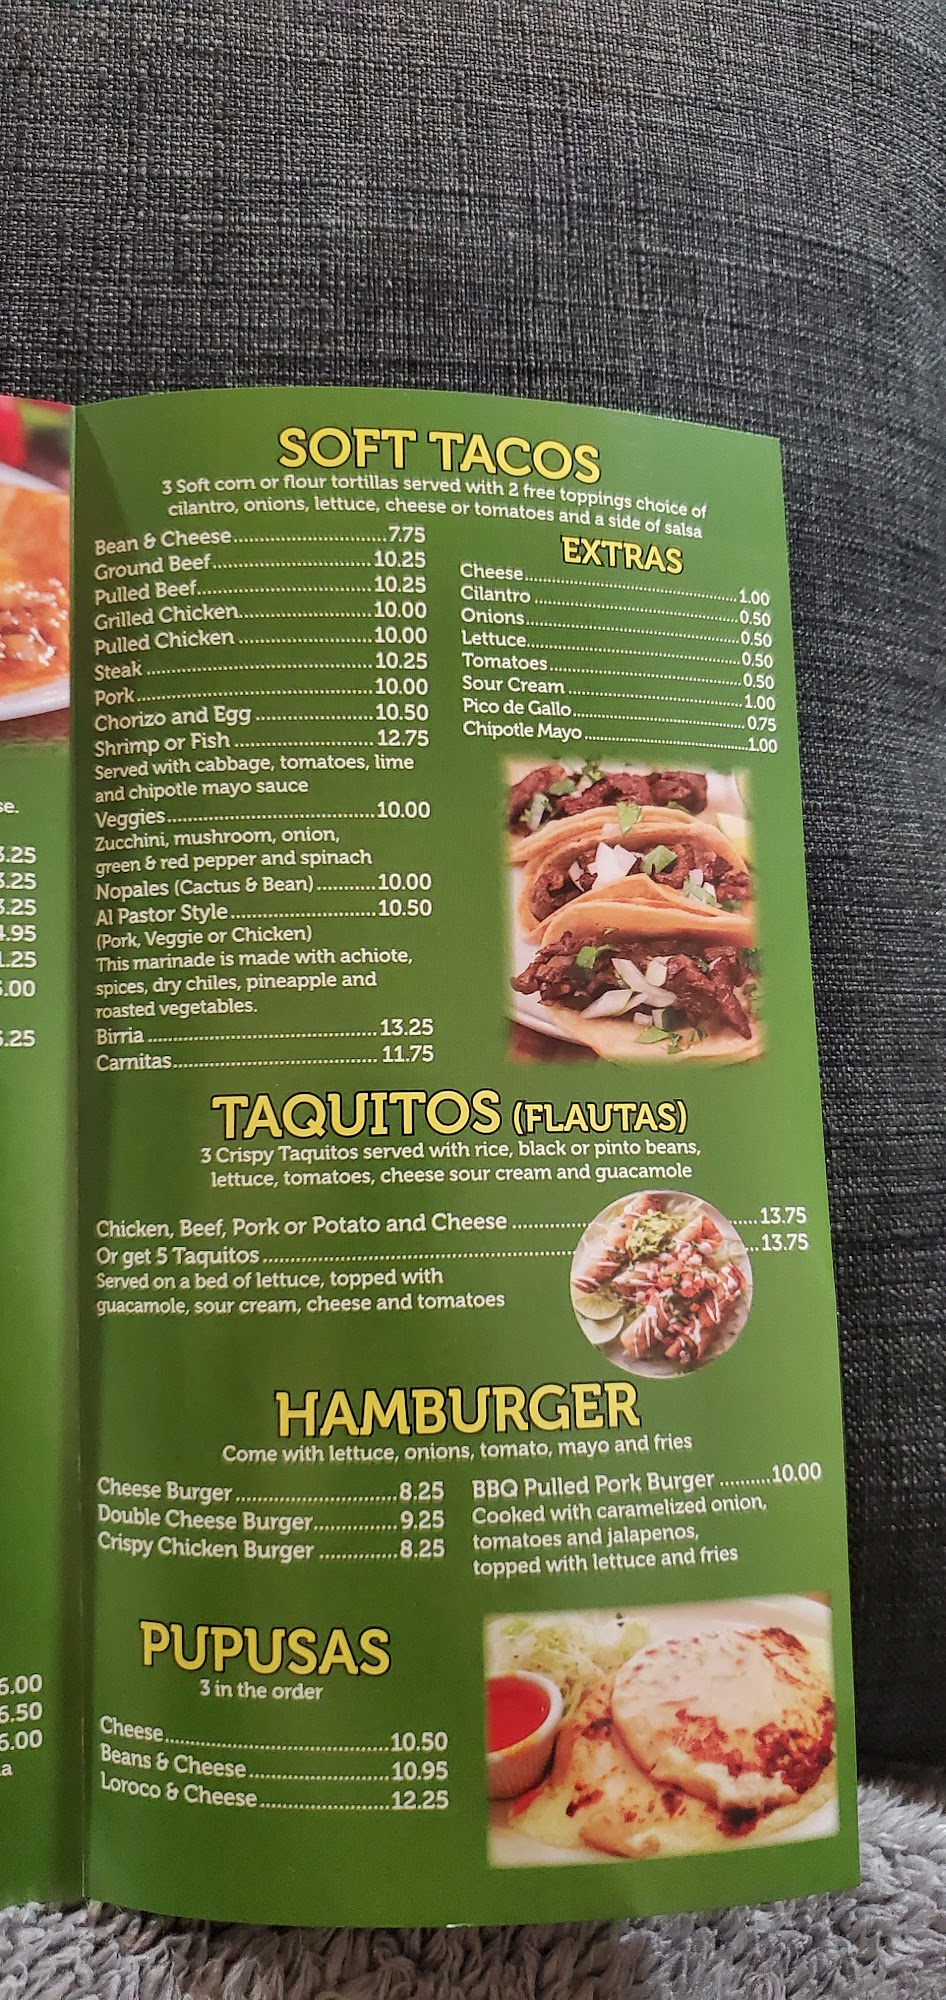 SOFT TACOS
3 Soft corn or flour tortillas served with 2 free toppings choice of
cilantro, onions, lettuce, cheese or tomatoes and a side of salsa
Bean & Cheese..............................7.75
Ground Beef..............................10.25
Pulled Beef..............................10.25
Grilled Chicken..............................10.00
Pulled Chicken..............................10.00
Steak..............................10.25
Pork..............................10.00
Chorizo and Egg..............................10.50
Shrimp or Fish..............................12.75
Served with cabbage, tomatoes, lime
and chipotle mayo sauce
Veggies..............................10.00
Zucchini, mushroom, onion,
green & red pepper and spinach
Nopales (Cactus & Bean)............10.00
Al Pastor Style..............................10.50
(Pork, Veggie or Chicken)
This marinade is made with achiote,
spices, dry chiles, pineapple and
roasted vegetables.
Birria..............................13.25
Carnitas..............................11.75
EXTRAS
Cheese..............................1.00
Cilantro..............................0.50
Onions..............................0.50
Lettuce..............................0.50
Tomatoes..............................0.50
Sour Cream..............................1.00
Pico de Gallo..............................0.75
Chipotle Mayo..............................1.00
TAQUITOS (FLAUTAS)
3 Crispy Taquitos served with rice, black or pinto beans,
lettuce, tomatoes, cheese sour cream and guacamole
Chicken, Beef, Pork or Potato and Cheese..............................13.75
Or get 5 Taquitos..............................13.75
Served on a bed of lettuce, topped with
guacamole, sour cream, cheese and tomatoes
HAMBURGER
Come with lettuce, onions, tomato, mayo and fries
Cheese Burger..............................8.25
Double Cheese Burger...............9.25
Crispy Chicken Burger..............8.25
BBQ Pulled Pork Burger.........10.00
Cooked with caramelized onion,
tomatoes and jalapenos,
topped with lettuce and fries
PUPUSAS
3 in the order
Cheese..............................10.50
Beans & Cheese..............................10.95
Loroco & Cheese..............................12.25